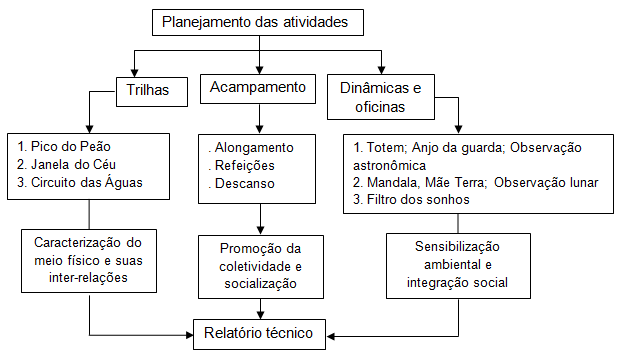 Planejamento das atividades
Trilhas
Acampamento
Dinâmicas e
oficinas
1. Pico do Peão
2. Janela do Céu
3. Circuito das Águas
. Alongamento
. Refeições
. Descanso
1. Totem; Anjo da guarda; Observação
astronômica
2. Mandala, Mãe Terra; Observação lunar
3. Filtro dos sonhos
Caracterização do
meio físico e suas
inter-relações
Promoção da
coletividade e
socialização
Sensibilização
ambiental e
integração social
Relatório técnico